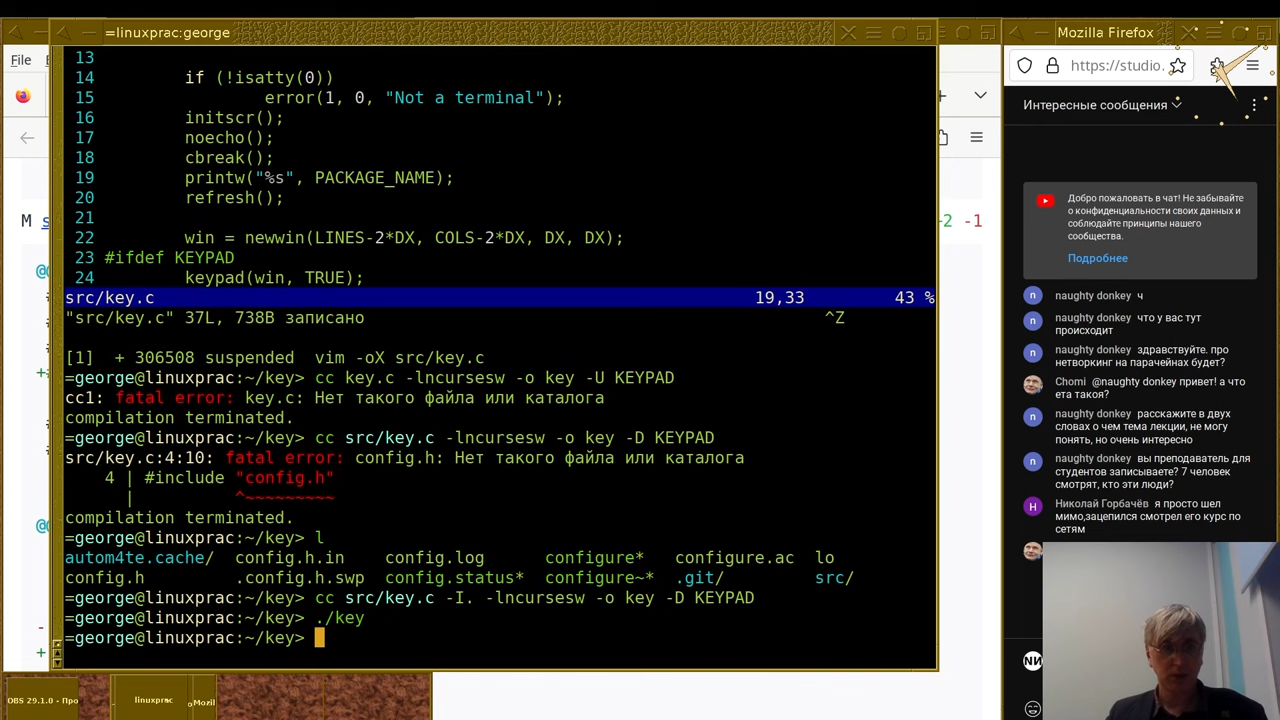 =linuxprac:george
13
14 if (!isatty(0))
15 error(1, 0, "Not a terminal");
16 initscr();
17 noecho();
18 cbreak();
19 printw("%s", PACKAGE_NAME);
20 refresh();
21
22 win = newwin(LINES-2*DX, COLS-2*DX, DX, DX);
23 #ifdef KEYPAD
24 keypad(win, TRUE);
src/key.c 19,33 43 %
"src/key.c" 37L, 738B записано ^Z
[1] + 306508 suspended vim -oX src/key.c
=george@linuxprac:~/key> cc key.c -lncursesw -o key -U KEYPAD
cc1: fatal error: key.c: Нет такого файла или каталога
compilation terminated.
=george@linuxprac:~/key> cc src/key.c -lncursesw -o key -D KEYPAD
src/key.c:4:10: fatal error: config.h: Нет такого файла или каталога
4 | #include "config.h"
| ^~~~~~~~~~
compilation terminated.
=george@linuxprac:~/key> l
autom4te.cache/ config.h.in config.log configure* configure.ac lo
config.h .config.h.swp config.status* configure~* .git/ src/
=george@linuxprac:~/key> cc src/key.c -I. -lncursesw -o key -D KEYPAD
=george@linuxprac:~/key> ./key
=george@linuxprac:~/key>
File
M s
-2 -1
@
+#
@
-
+
DBS 29.1.0 - Про
linuxprac
Mozil
Mozilla Firefox
https://studio.
Интересные сообщения
Добро пожаловать в чат! Не забывайте
о конфиденциальности своих данных и
соблюдайте принципы нашего
сообщества.
Подробнее
n naughty donkey ч
n naughty donkey что у вас тут
происходит
n naughty donkey здравствуйте. про
нетворкинг на парачейнах будет?
Chomi @naughty donkey привет! а что
ета такоя?
n naughty donkey расскажите в двух
словах о чем тема лекции, не могу
понять, но очень интересно
n naughty donkey вы преподаватель для
студентов записываете? 7 человек
смотрят, кто эти люди?
Н Николай Горбачёв я просто шел
мимо,зацепился смотрел его курс по
сетям